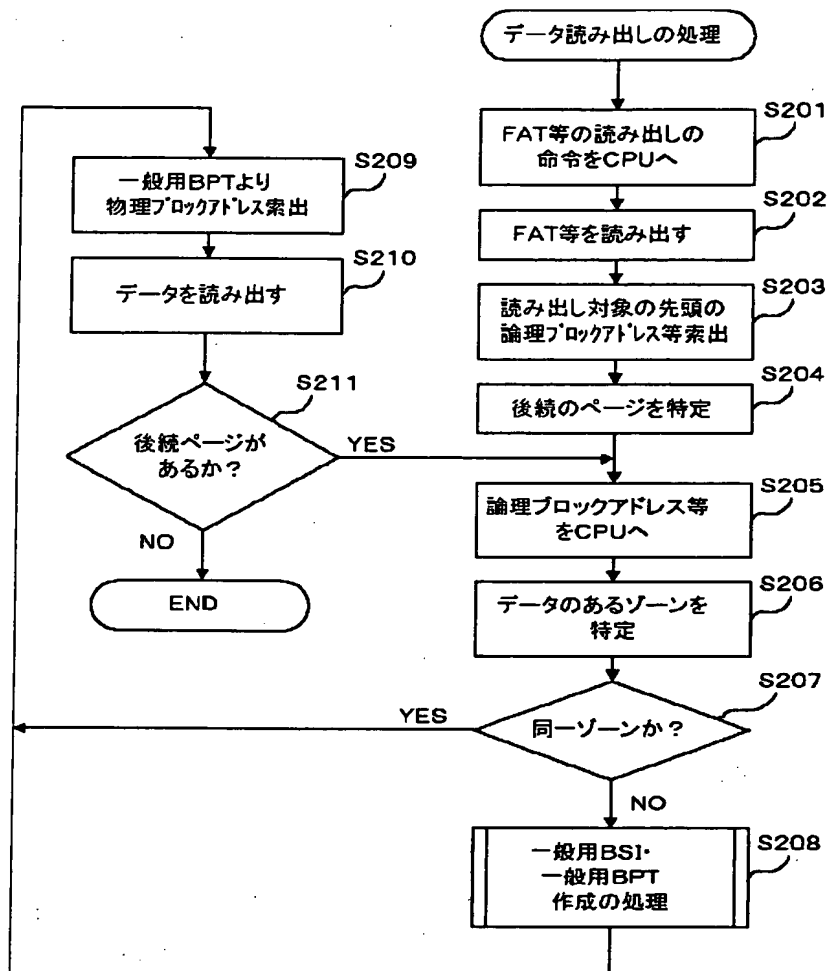 データ読み出しの処理
S201
FAT等の読み出しの
命令をCPUへ
S202
FAT等を読み出す
S203
読み出し対象の先頭の
論理ブロックアドレス等索出
S204
後続のページを特定
S205
論理ブロックアドレス等
をCPUへ
S206
データのあるゾーンを
特定
S207
同一ゾーンか?
YES
NO
S208
一般用BSI・
一般用BPT
作成の処理
S209
一般用BPTより
物理ブロックアドレス索出
S210
データを読み出す
S211
後続ページが
あるか?
YES
NO
END